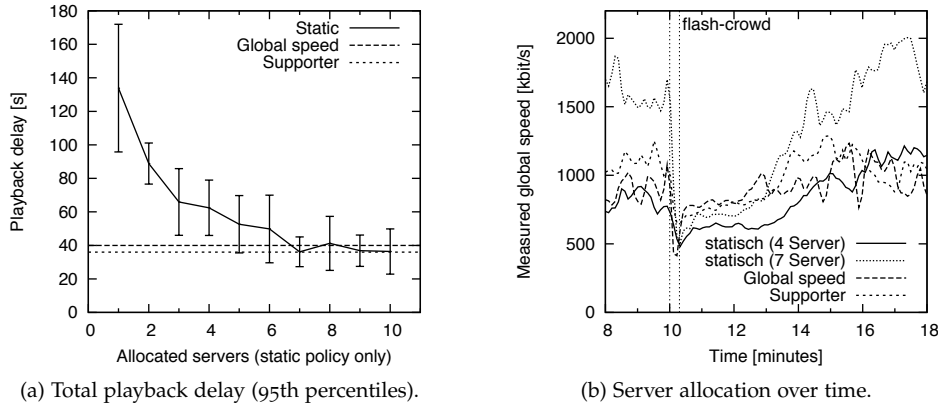 180
160
140
120
100
80
60
40
20
0
Playback delay [s]
Static
Global speed
Supporter
0 2 4 6 8 10
Allocated servers (static policy only)
(a) Total playback delay (95th percentiles).
flash-crowd
2000
1500
1000
500
0
Measured global speed [kbit/s]
statisch (4 Server)
statisch (7 Server)
Global speed
Supporter
8 10 12 14 16 18
Time [minutes]
(b) Server allocation over time.